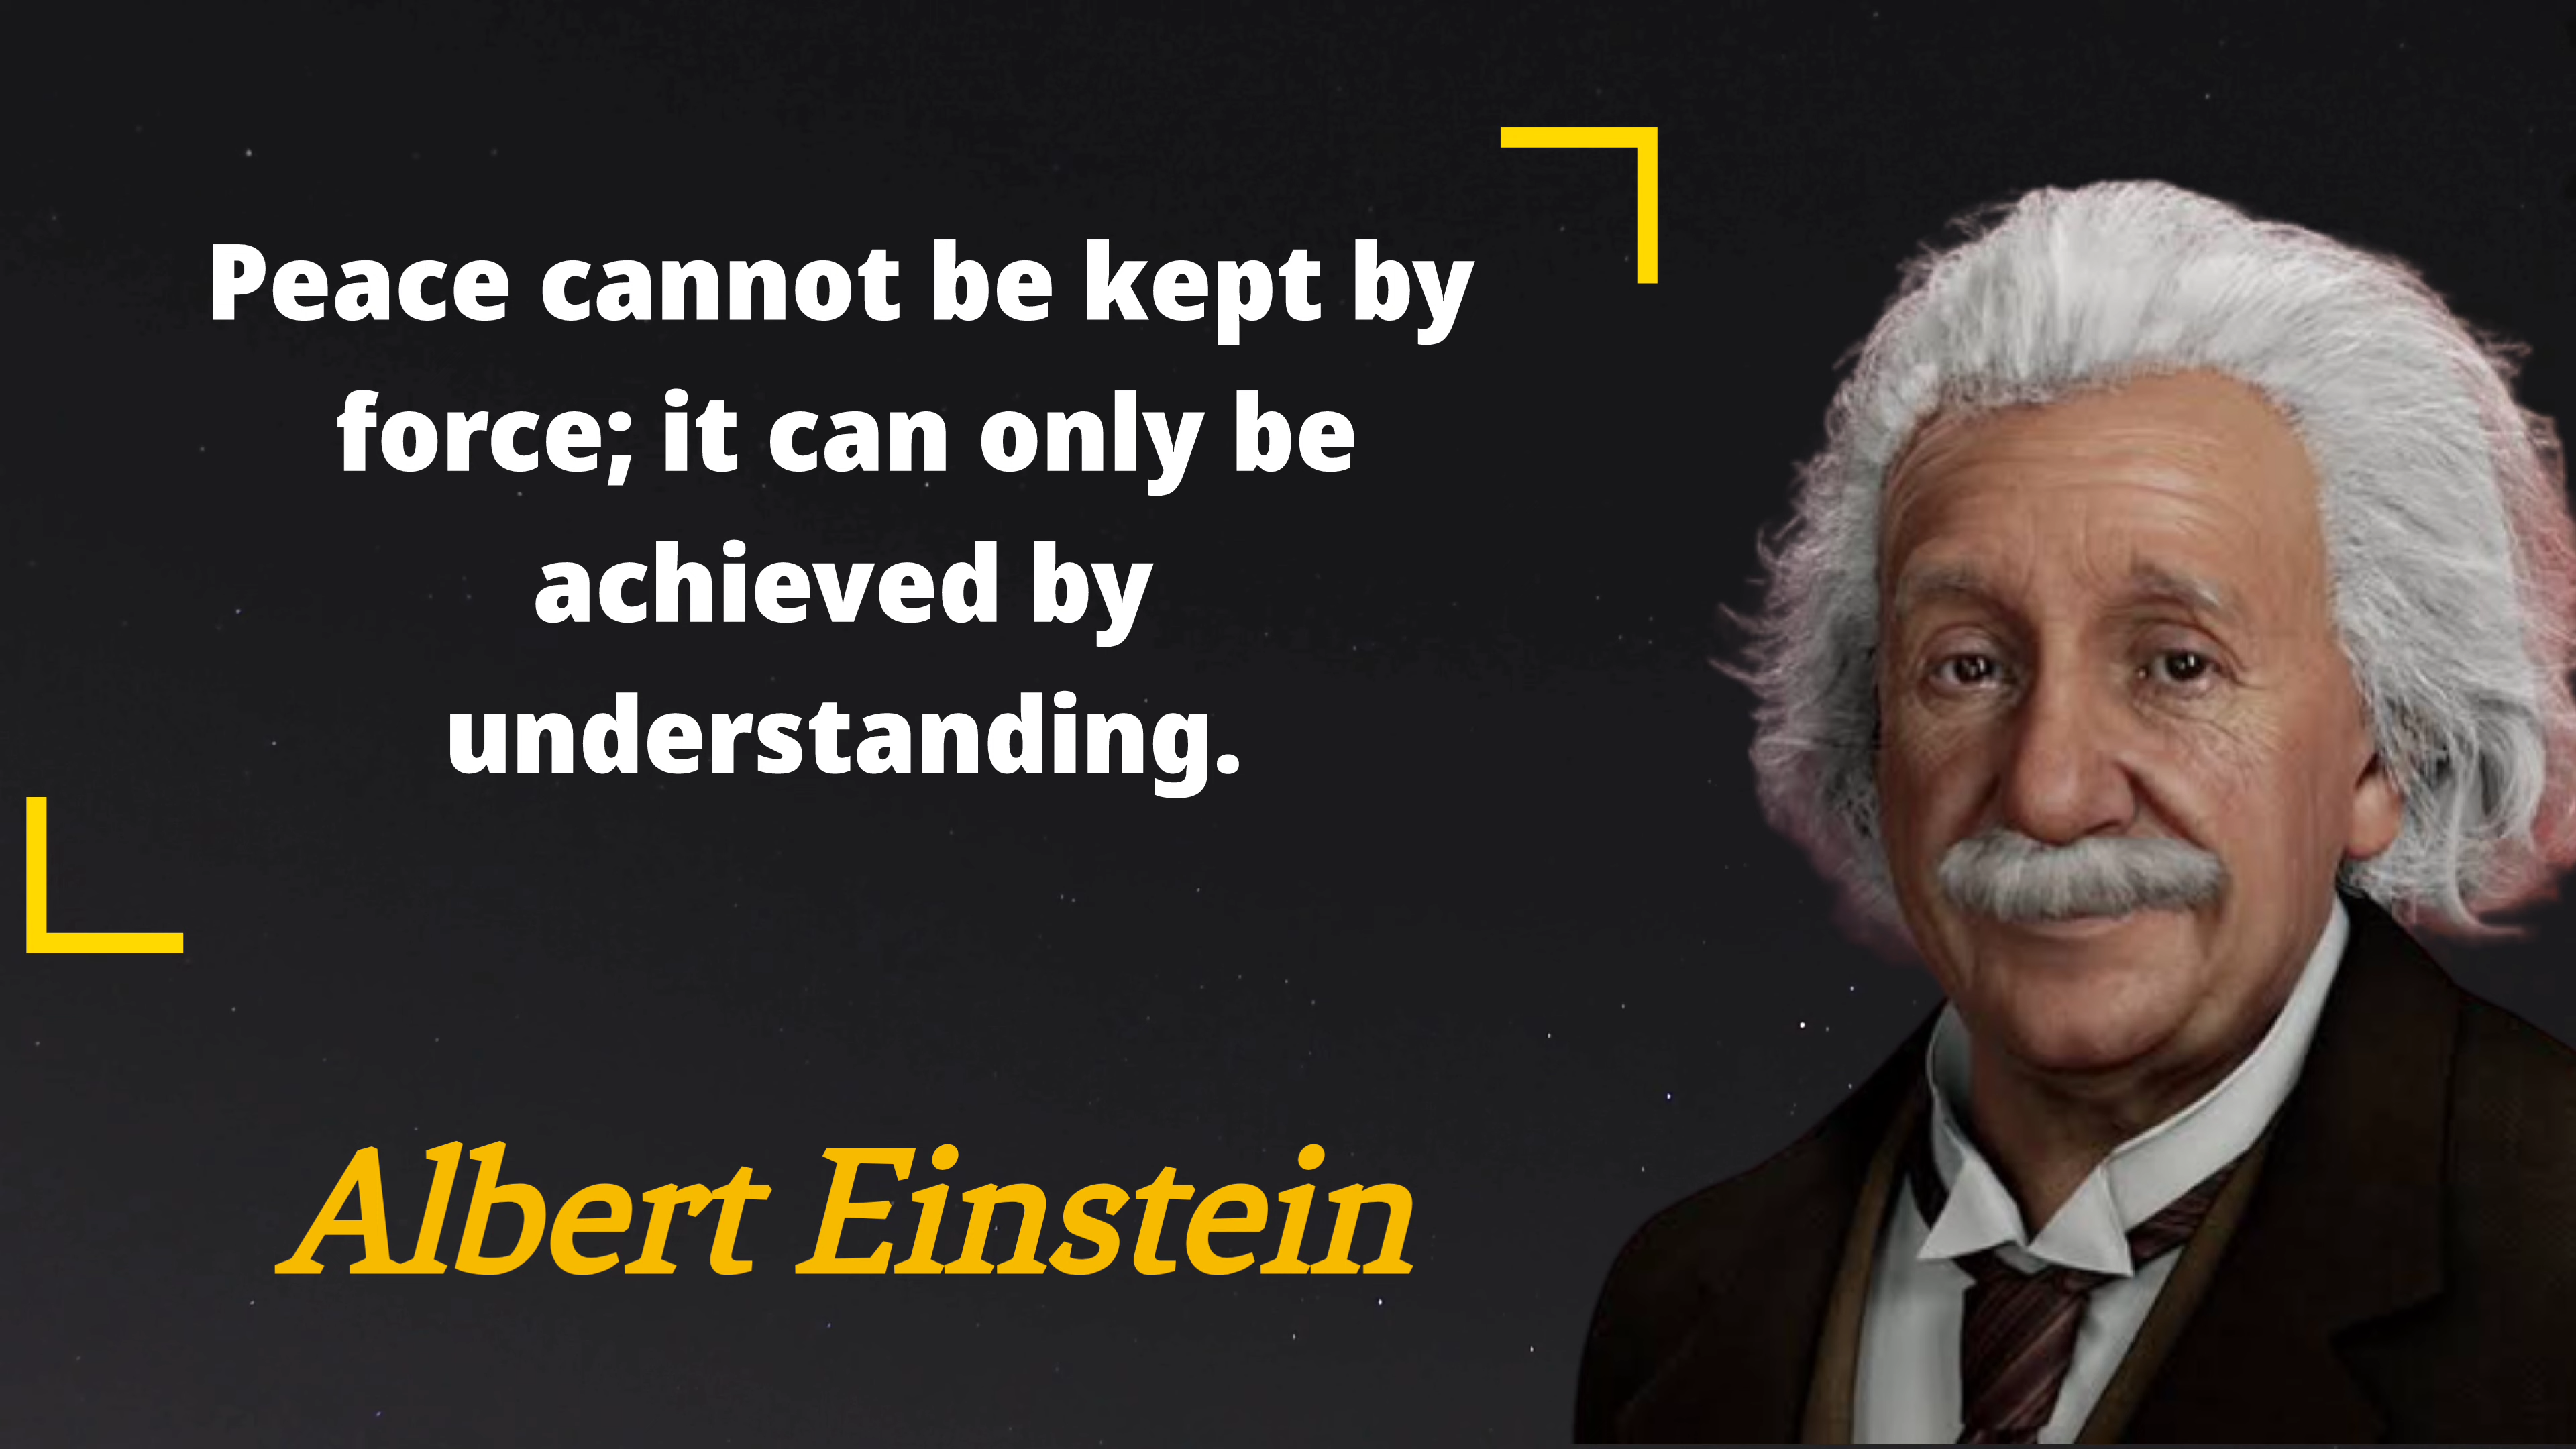 Peace cannot be kept by
force; it can only be
achieved by
understanding.
Albert Einstein